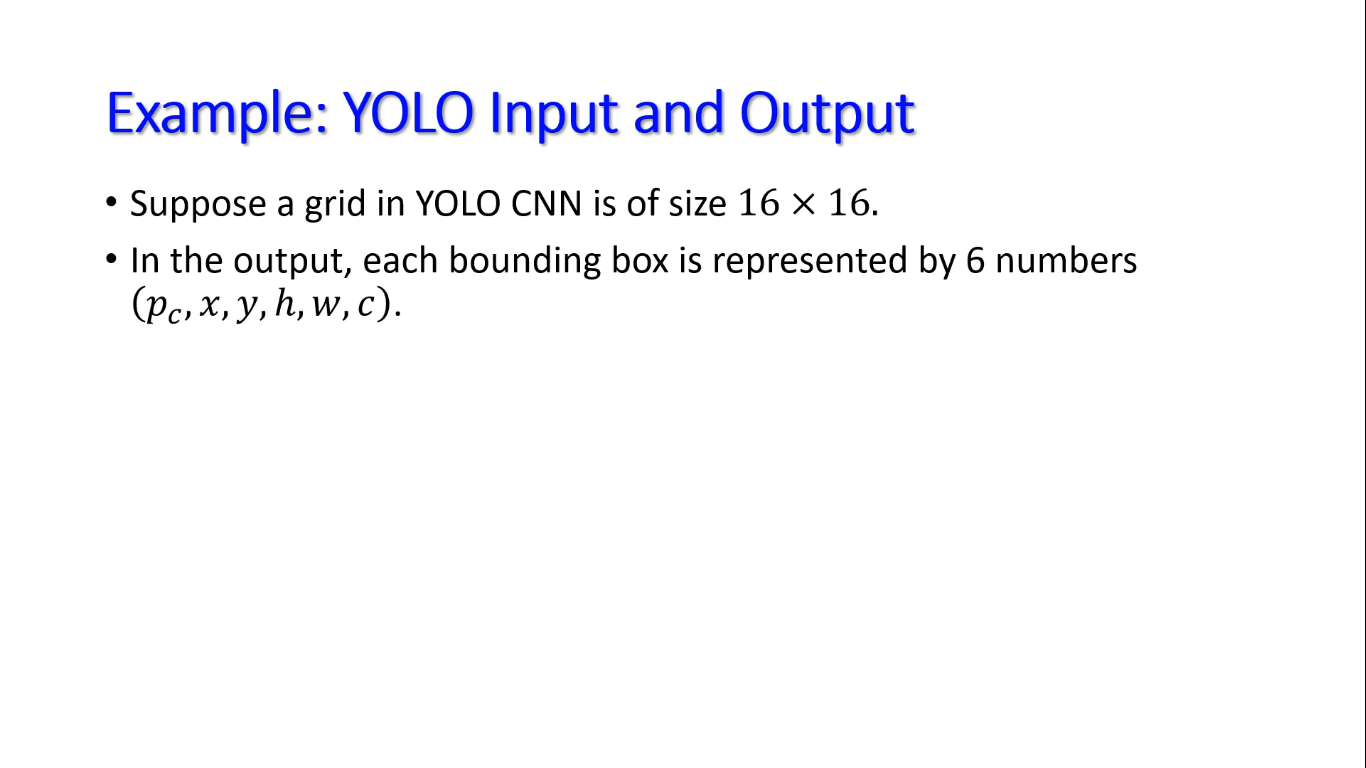 Example: YOLO Input and Output
• Suppose a grid in YOLO CNN is of size 16 × 16.
• In the output, each bounding box is represented by 6 numbers
(p_c, x, y, h, w, c).